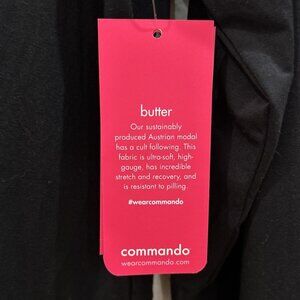 butter
Our sustainably
produced Austrian modal
has a cult following. This
fabric is ultra-soft, high-
gauge, has incredible
stretch and recovery, and
is resistant to pilling.
#wearcommando
commando
wearcommando.com